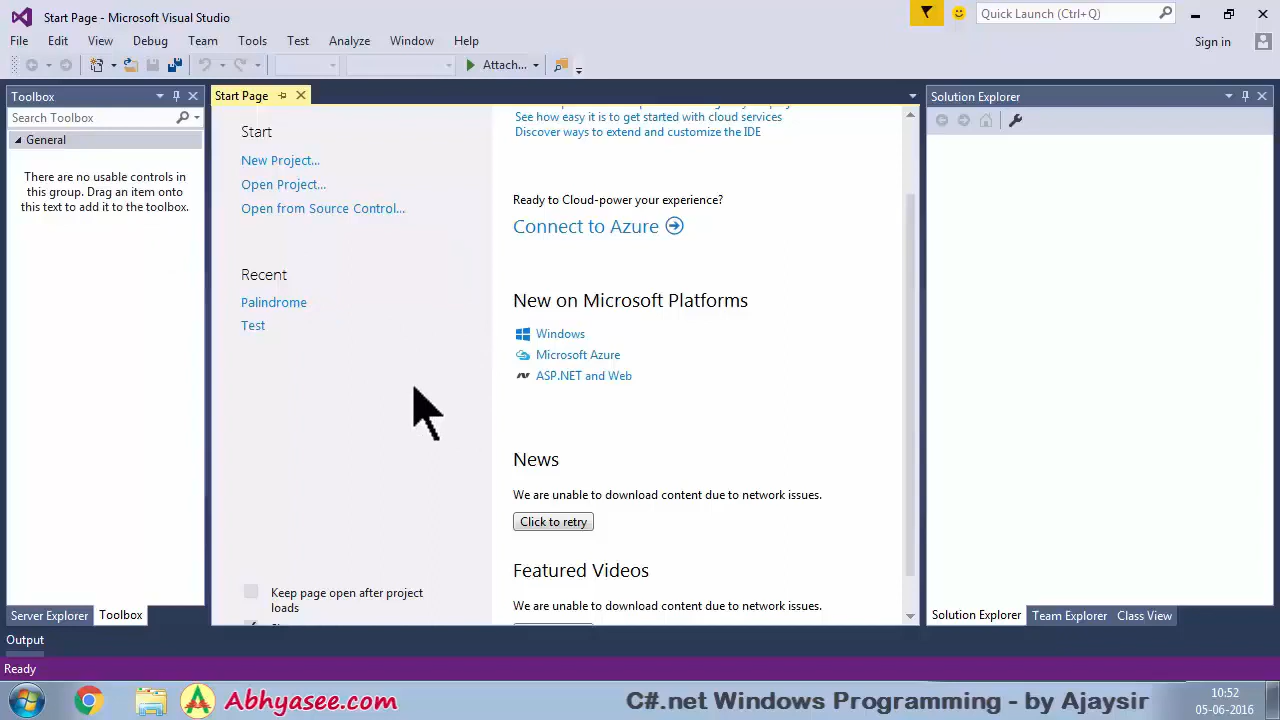 Start Page - Microsoft Visual Studio
Quick Launch (Ctrl+Q)
File Edit View Debug Team Tools Test Analyze Window Help
Sign in
Attach...
Toolbox
Search Toolbox
General
There are no usable controls in
this group. Drag an item onto
this text to add it to the toolbox.
Server Explorer Toolbox
Start Page
Start
New Project...
Open Project...
Open from Source Control...
Recent
Palindrome
Test
Keep page open after project
loads
See how easy it is to get started with cloud services
Discover ways to extend and customize the IDE
Ready to Cloud-power your experience?
Connect to Azure
New on Microsoft Platforms
Windows
Microsoft Azure
ASP.NET and Web
News
We are unable to download content due to network issues.
Click to retry
Featured Videos
We are unable to download content due to network issues.
Solution Explorer
Solution Explorer Team Explorer Class View
Output
Ready
Abhyasee.com
C#.net Windows Programming - by Ajaysir
10:52
05-06-2016